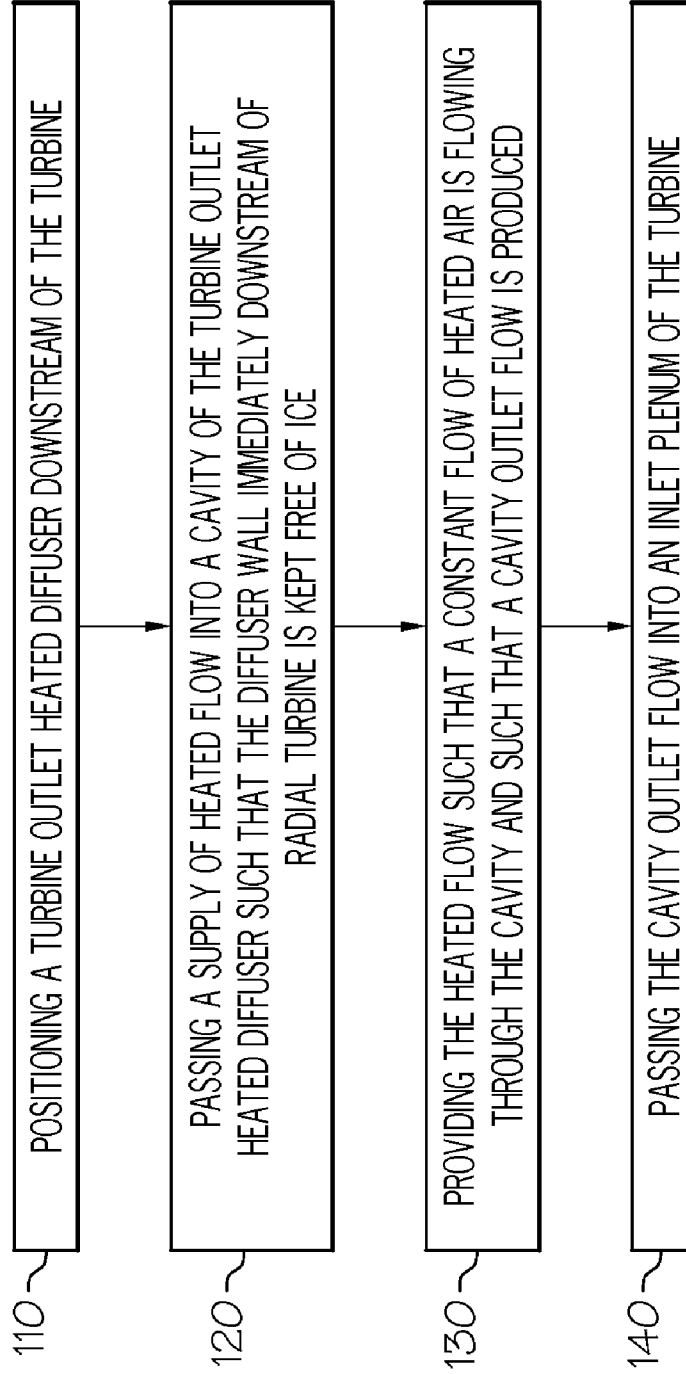 110
POSITIONING A TURBINE OUTLET HEATED DIFFUSER DOWNSTREAM OF THE TURBINE
120
PASSING A SUPPLY OF HEATED FLOW INTO A CAVITY OF THE TURBINE OUTLET
HEATED DIFFUSER SUCH THAT THE DIFFUSER WALL IMMEDIATELY DOWNSTREAM OF
RADIAL TURBINE IS KEPT FREE OF ICE
130
PROVIDING THE HEATED FLOW SUCH THAT A CONSTANT FLOW OF HEATED AIR IS FLOWING
THROUGH THE CAVITY AND SUCH THAT A CAVITY OUTLET FLOW IS PRODUCED
140
PASSING THE CAVITY OUTLET FLOW INTO AN INLET PLENUM OF THE TURBINE